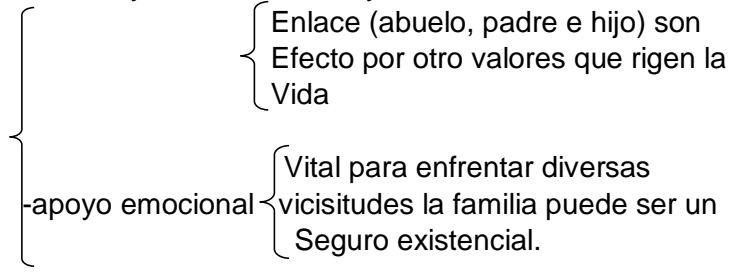 Enlace (abuelo, padre e hijo) son
Efecto por otro valores que rigen la
Vida
Vital para enfrentar diversas
-apoyo emocional vicisitudes la familia puede ser un
Seguro existencial.